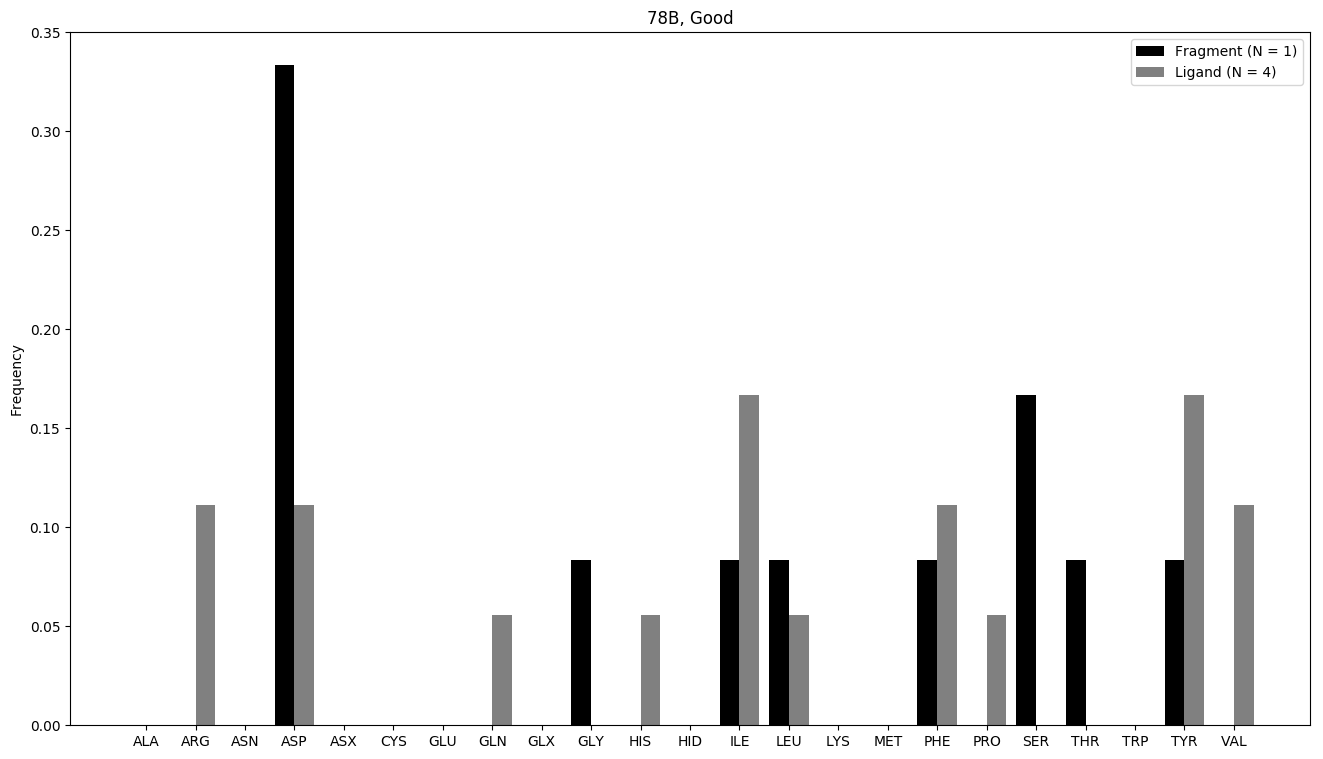 78B, Good
Fragment (N = 1)
Ligand (N = 4)
Frequency
0.35
0.30
0.25
0.20
0.15
0.10
0.05
0.00
ALA ARG ASN ASP ASX CYS GLU GLN GLX GLY HIS HID ILE LEU LYS MET PHE PRO SER THR TRP TYR VAL